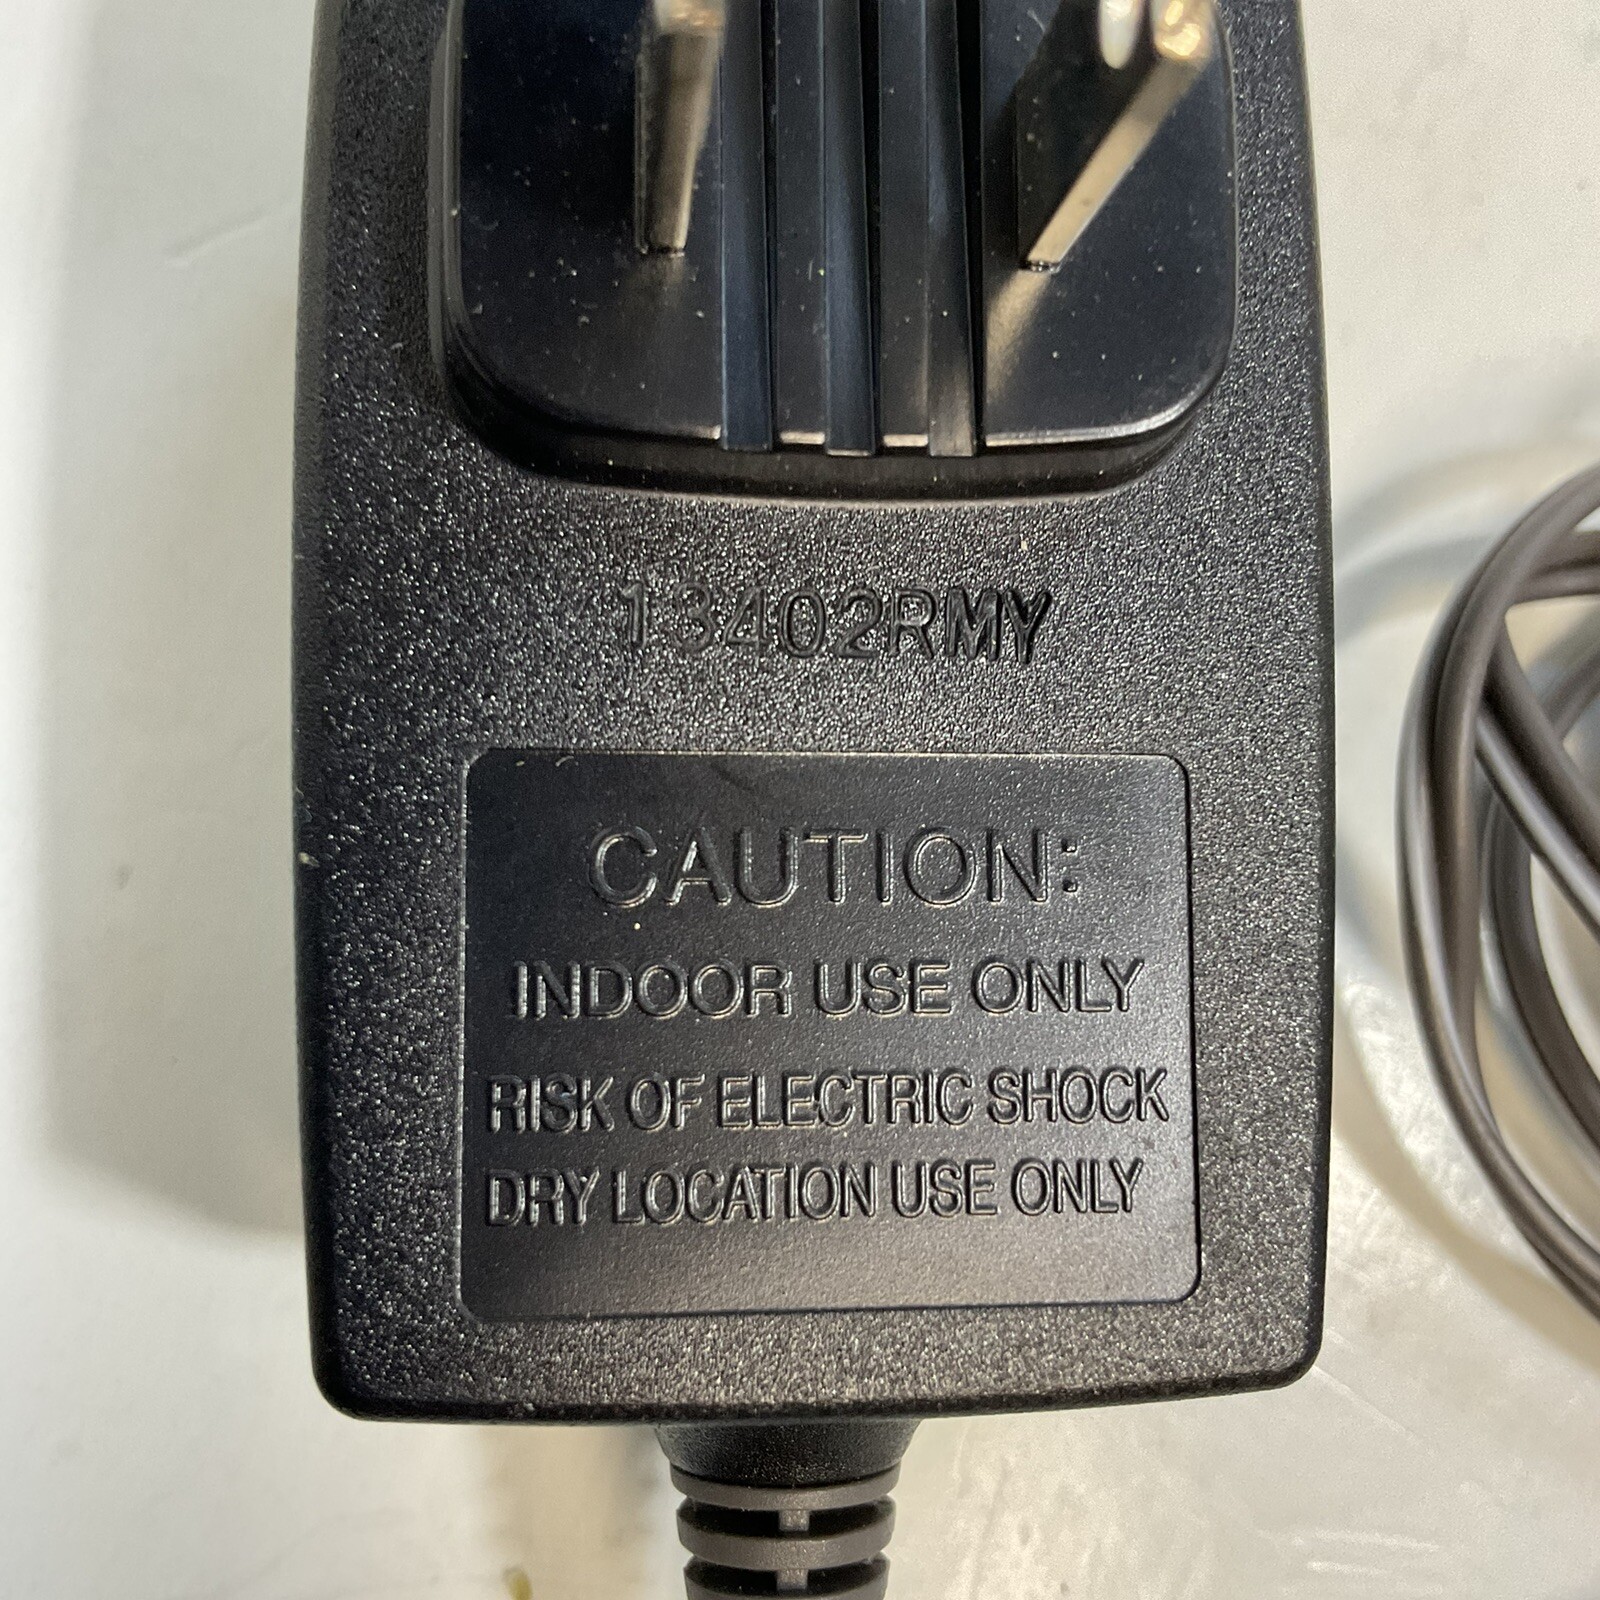 13402RMY
CAUTION:
INDOOR USE ONLY
RISK OF ELECTRIC SHOCK
DRY LOCATION USE ONLY